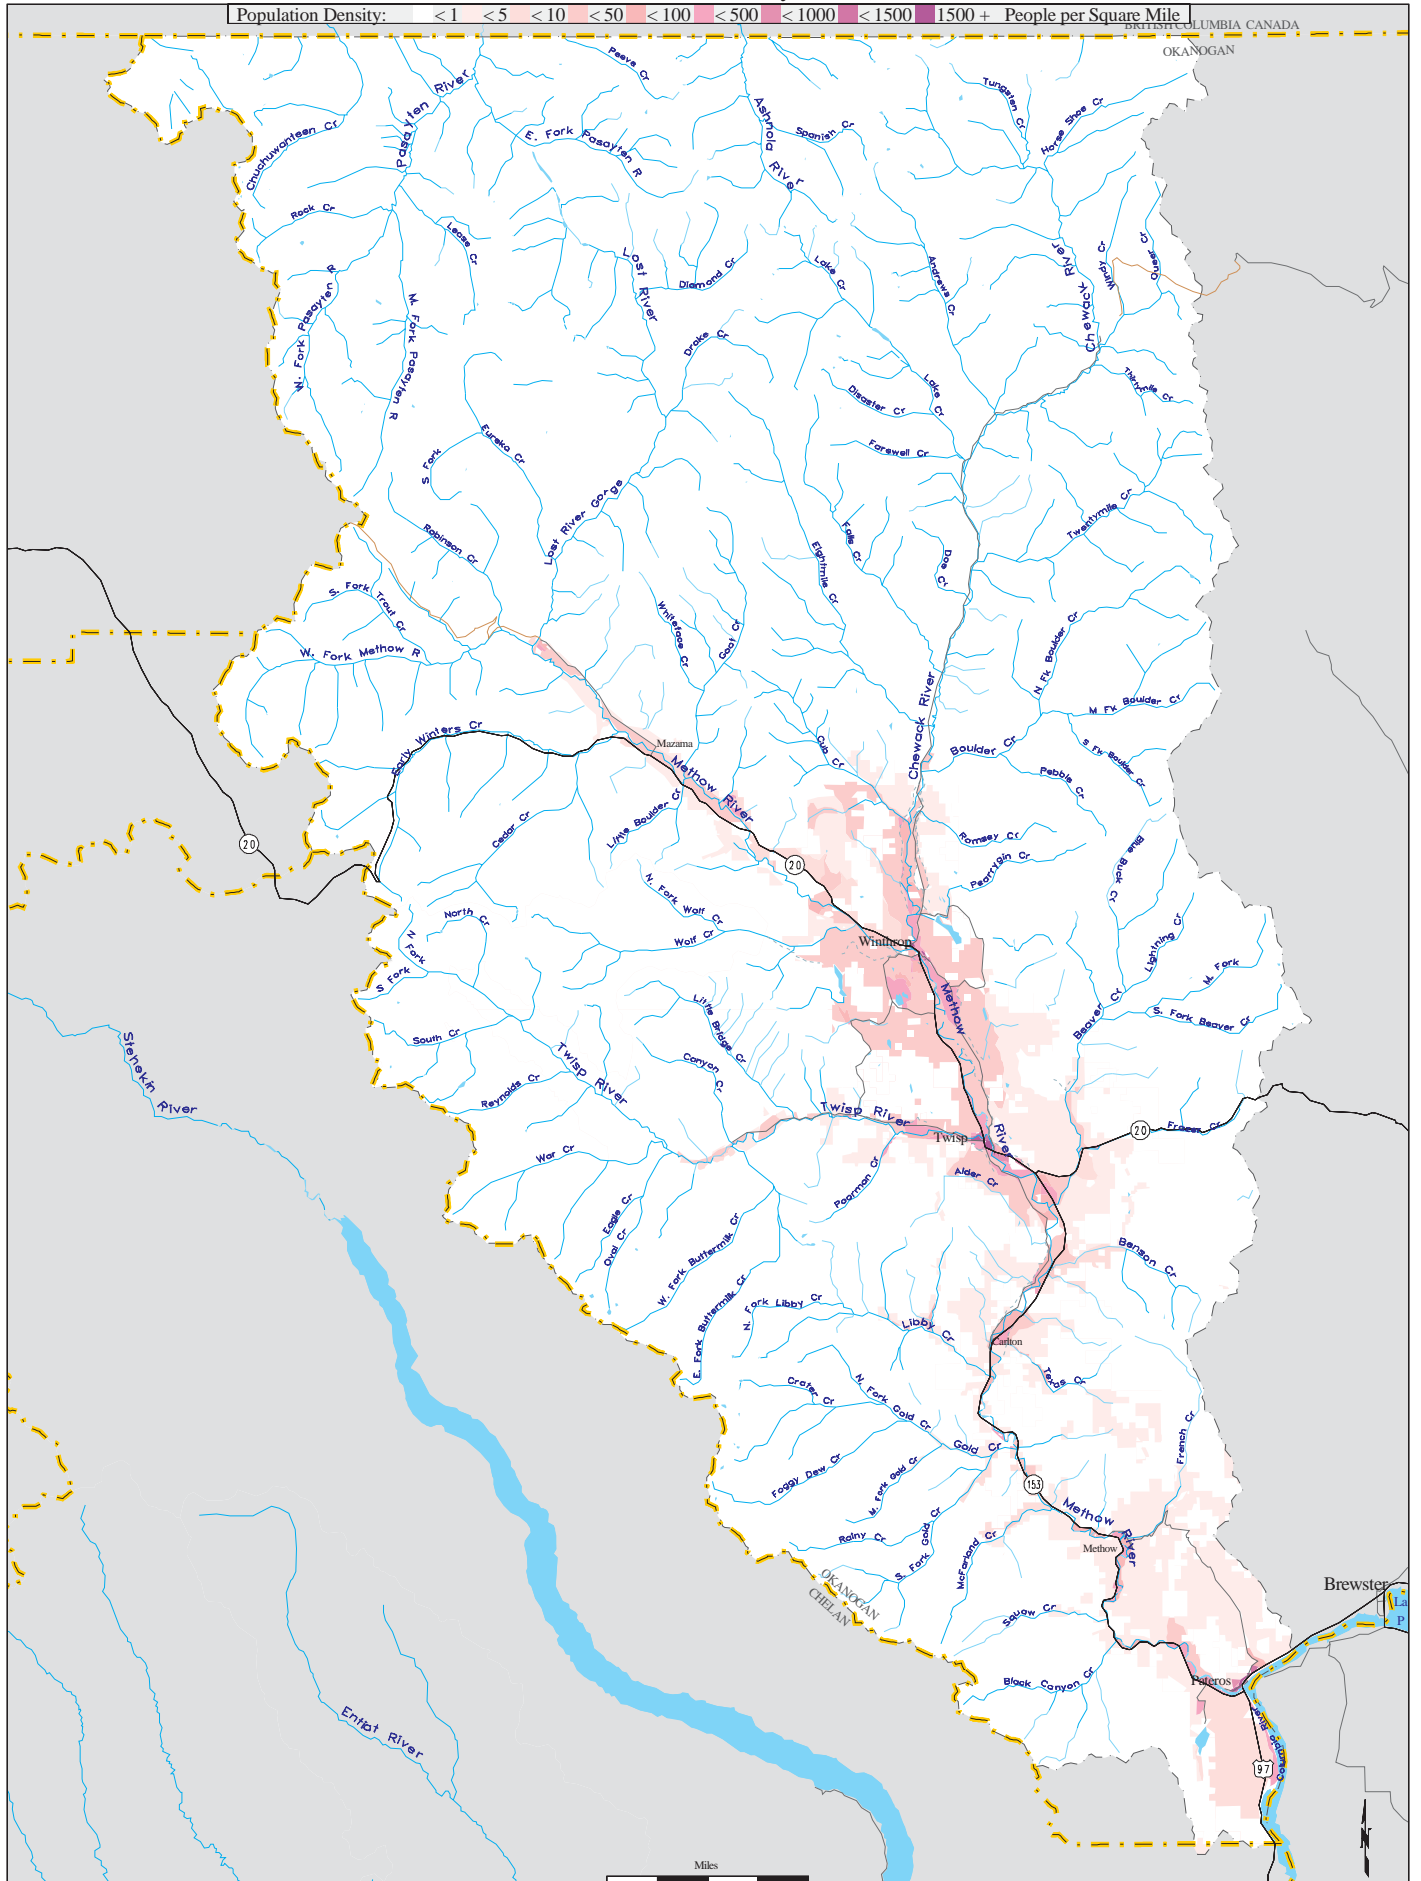 Population Density: < 1 < 5 < 10 < 50 < 100 < 500 < 1000 < 1500 1500 + People per Square Mile
BRITISH COLUMBIA CANADA
OKANOGAN
Peeve Cr
Pasayten River
Chuchuwanteen Cr
E. Fork Pasayten R
Ashnola River
Spanish Cr
Tungsten Cr
Horse Shoe Cr
Rock Cr
Lease Cr
Lost River
Diamond Cr
Lake Cr
Andrews Cr
Chewack River
Windy Cr
Queer Cr
N. Fork Pasayten R
M. Fork Pasayten R
Drake Cr
Disaster Cr
Lake Cr
Thirtymile Cr
Farewell Cr
S Fork
Eureka Cr
Lost River Gorge
Robinson Cr
Eightmile Cr
Falls Cr
Doe Cr
Twentymile Cr
S. Fork Trout Cr
W. Fork Methow R
Whiteface Cr
Goat Cr
N Fk Boulder Cr
M Fk Boulder Cr
S Fk Boulder Cr
Boulder Cr
Pebble Cr
Chewack River
Cub Cr
Early Winters Cr
Mazama
Methow River
Little Boulder Cr
Cedar Cr
20
20
Ramsey Cr
Pearrygin Cr
Blue Buck Cr
N. Fork Wolf Cr
Wolf Cr
North Cr
N Fork
S Fork
Winthrop
Lightning Cr
M. Fork
S. Fork Beaver Cr
Beaver Cr
Methow River
Little Bridge Cr
Canyon Cr
South Cr
Twisp River
Reynolds Cr
Stehekin River
Twisp River
Twisp
20
Frazer Cr
War Cr
Poorman Cr
Alder Cr
Eagle Cr
Oval Cr
W. Fork Buttermilk Cr
E. Fork Buttermilk Cr
Benson Cr
N. Fork Libby Cr
Libby Cr
Carlton
Texas Cr
Crater Cr
N. Fork Gold Cr
Gold Cr
Foggy Dew Cr
M. Fork Gold Cr
French Cr
153
Methow River
Rainy Cr
S. Fork Gold Cr
McFarland Cr
Methow
OKANOGAN
CHELAN
Squaw Cr
Brewster
La
P
Black Canyon Cr
Pateros
Columbia River
97
Entiat River
N
Miles